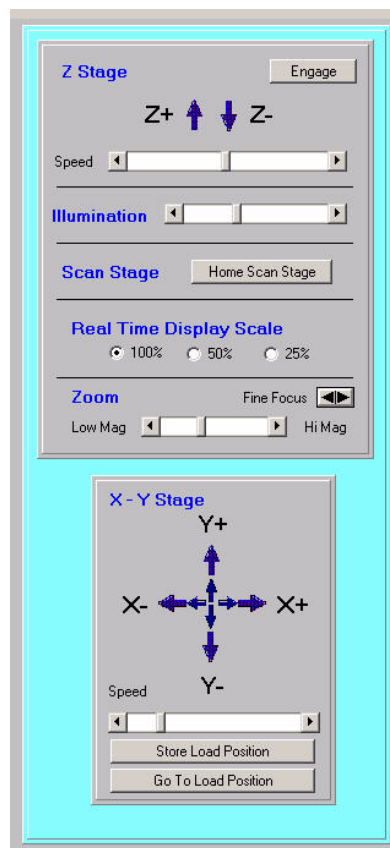 Z Stage Engage
Z+ Z-
Speed
Illumination
Scan Stage Home Scan Stage
Real Time Display Scale
100% 50% 25%
Zoom Fine Focus
Low Mag Hi Mag
X - Y Stage
Y+
X- X+
Y-
Speed
Store Load Position
Go To Load Position